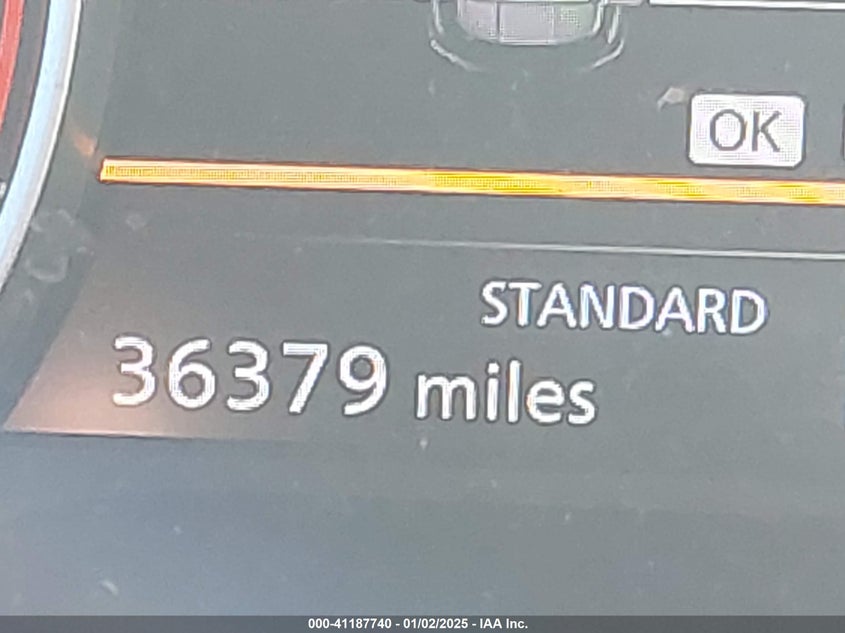 OK
STANDARD
36379 miles
000-41187740 - 01/02/2025 - IAA Inc.